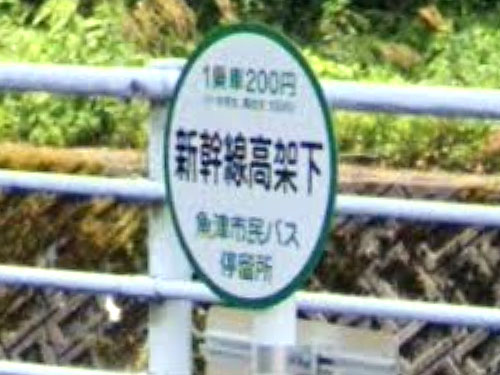 1乗車200円
新幹線高架下
魚津市民バス
停留所